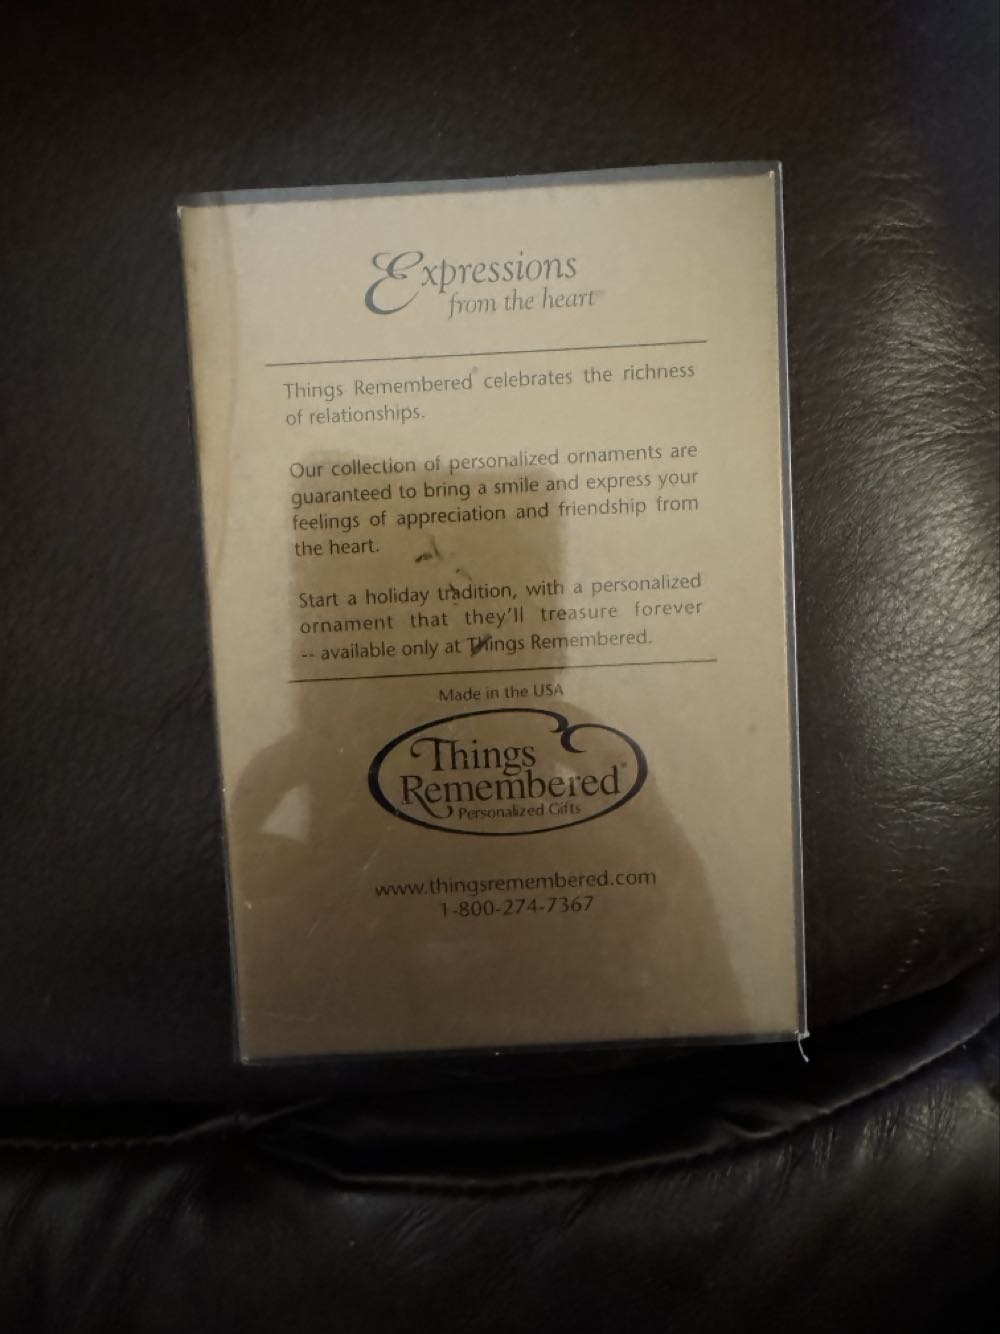 Expressions
from the heart™
Things Remembered® celebrates the richness
of relationships.
Our collection of personalized ornaments are
guaranteed to bring a smile and express your
feelings of appreciation and friendship from
the heart.
Start a holiday tradition, with a personalized
ornament that they'll treasure forever
-- available only at Things Remembered.
Made in the USA
Things
Remembered®
Personalized Gifts
www.thingsremembered.com
1-800-274-7367